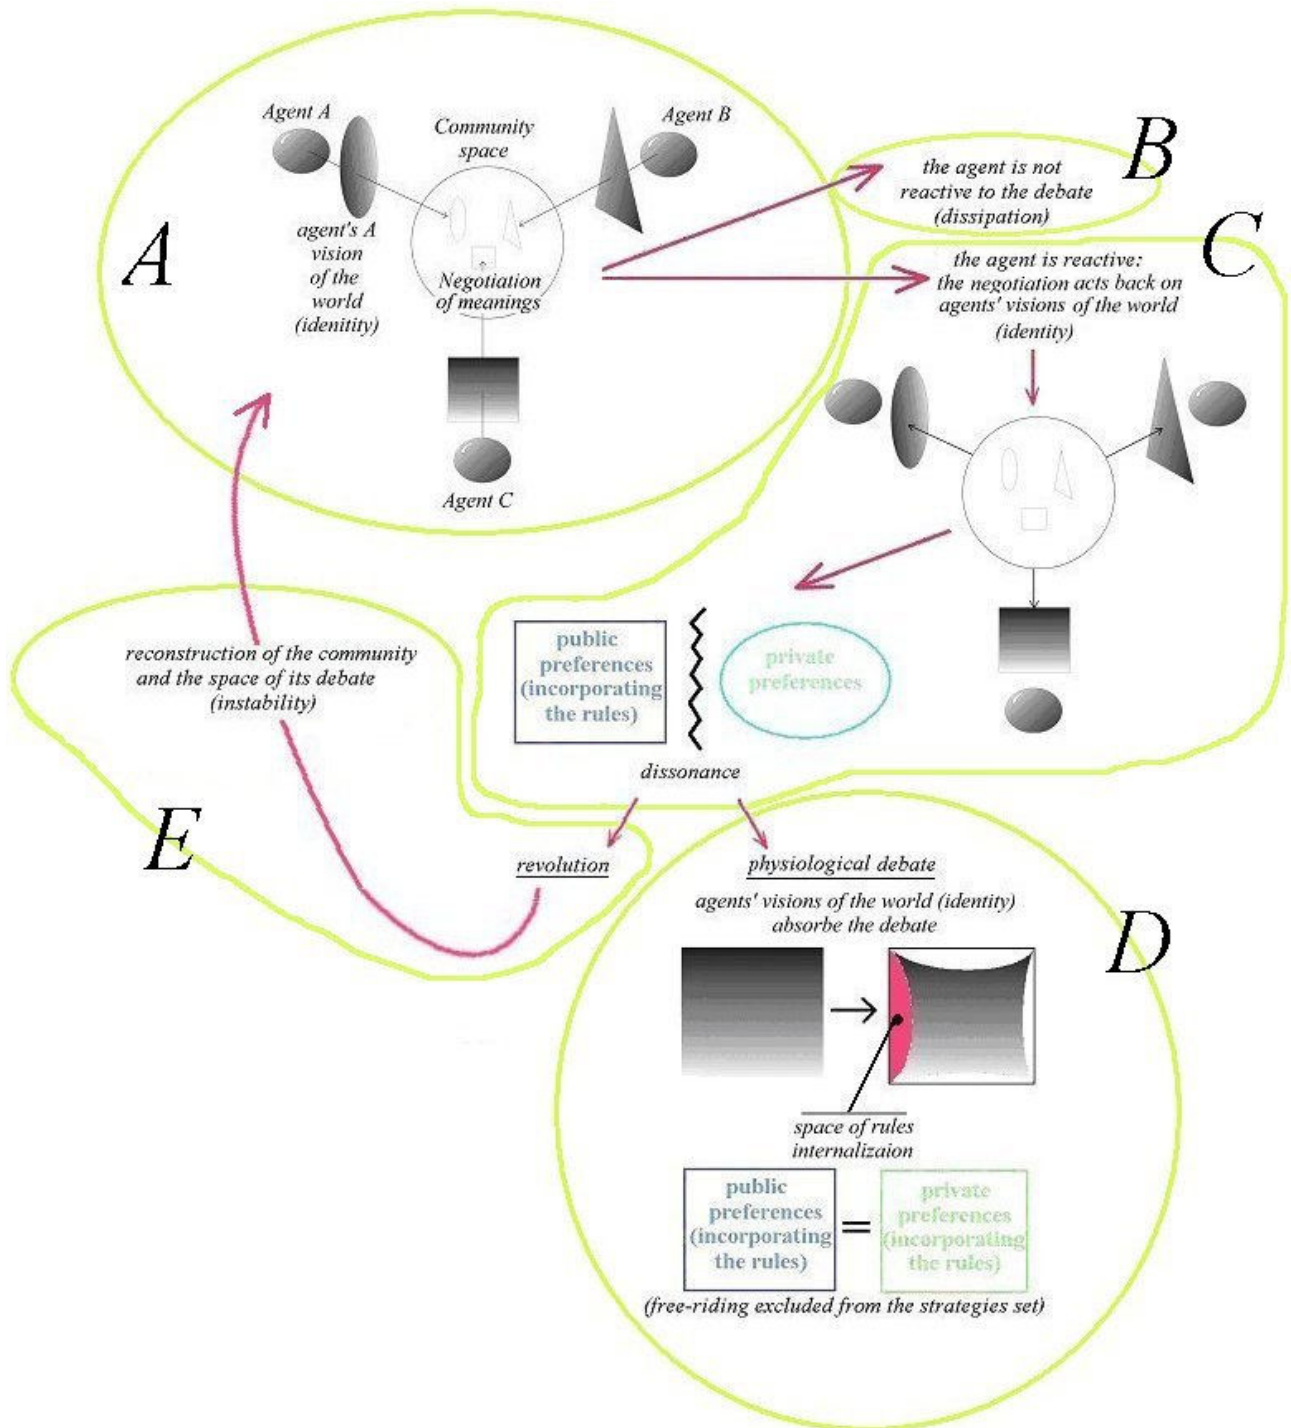 Agent A
Agent B
Community
space
agent's A
vision
of the
world
(idenitity)
Negotiation
of meanings
Agent C
A
B
the agent is not
reactive to the debate
(dissipation)
C
the agent is reactive:
the negotiation acts back on
agents' visions of the world
(identity)
public
preferences
(incorporating
the rules)
private
preferences
dissonance
reconstruction of the community
and the space of its debate
(instability)
E
revolution
physiological debate
agents' visions of the world (identity)
absorbe the debate
D
space of rules
internalizaion
public
preferences
(incorporating
the rules)
=
private
preferences
(incorporating
the rules)
(free-riding excluded from the strategies set)